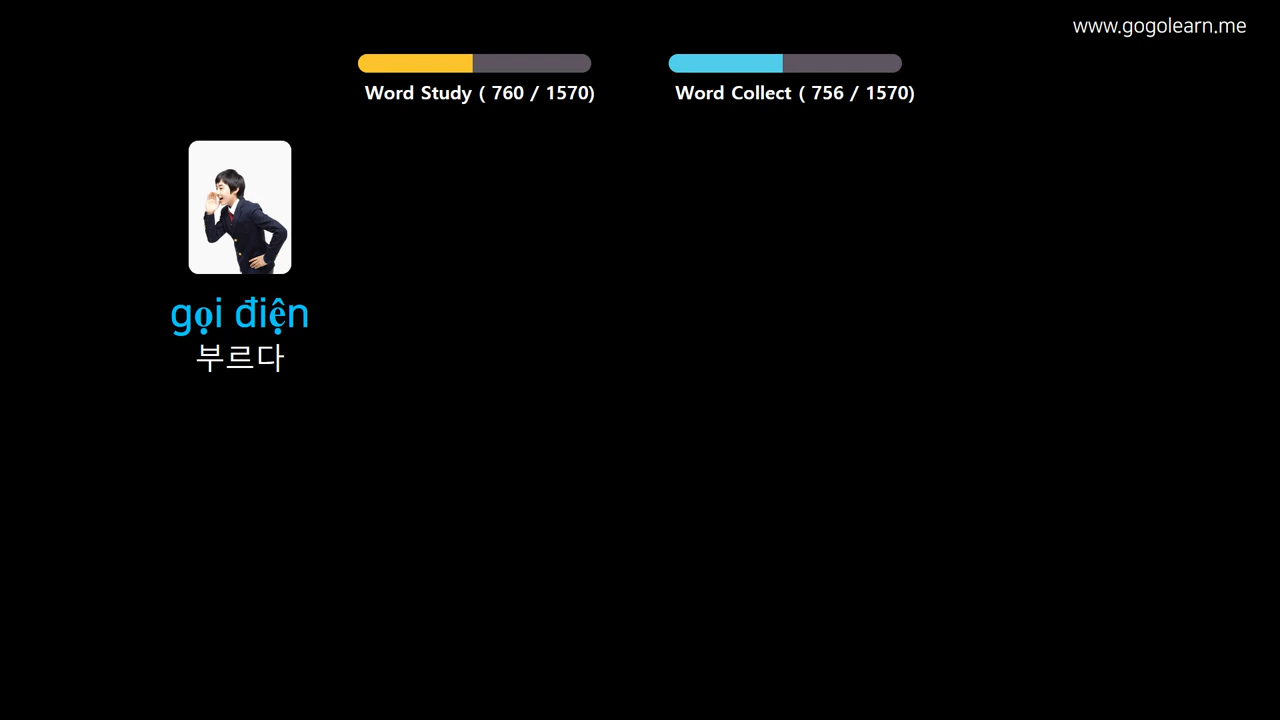 www.gogolearn.me
Word Study ( 760 / 1570)
Word Collect ( 756 / 1570)
gọi điện
부르다